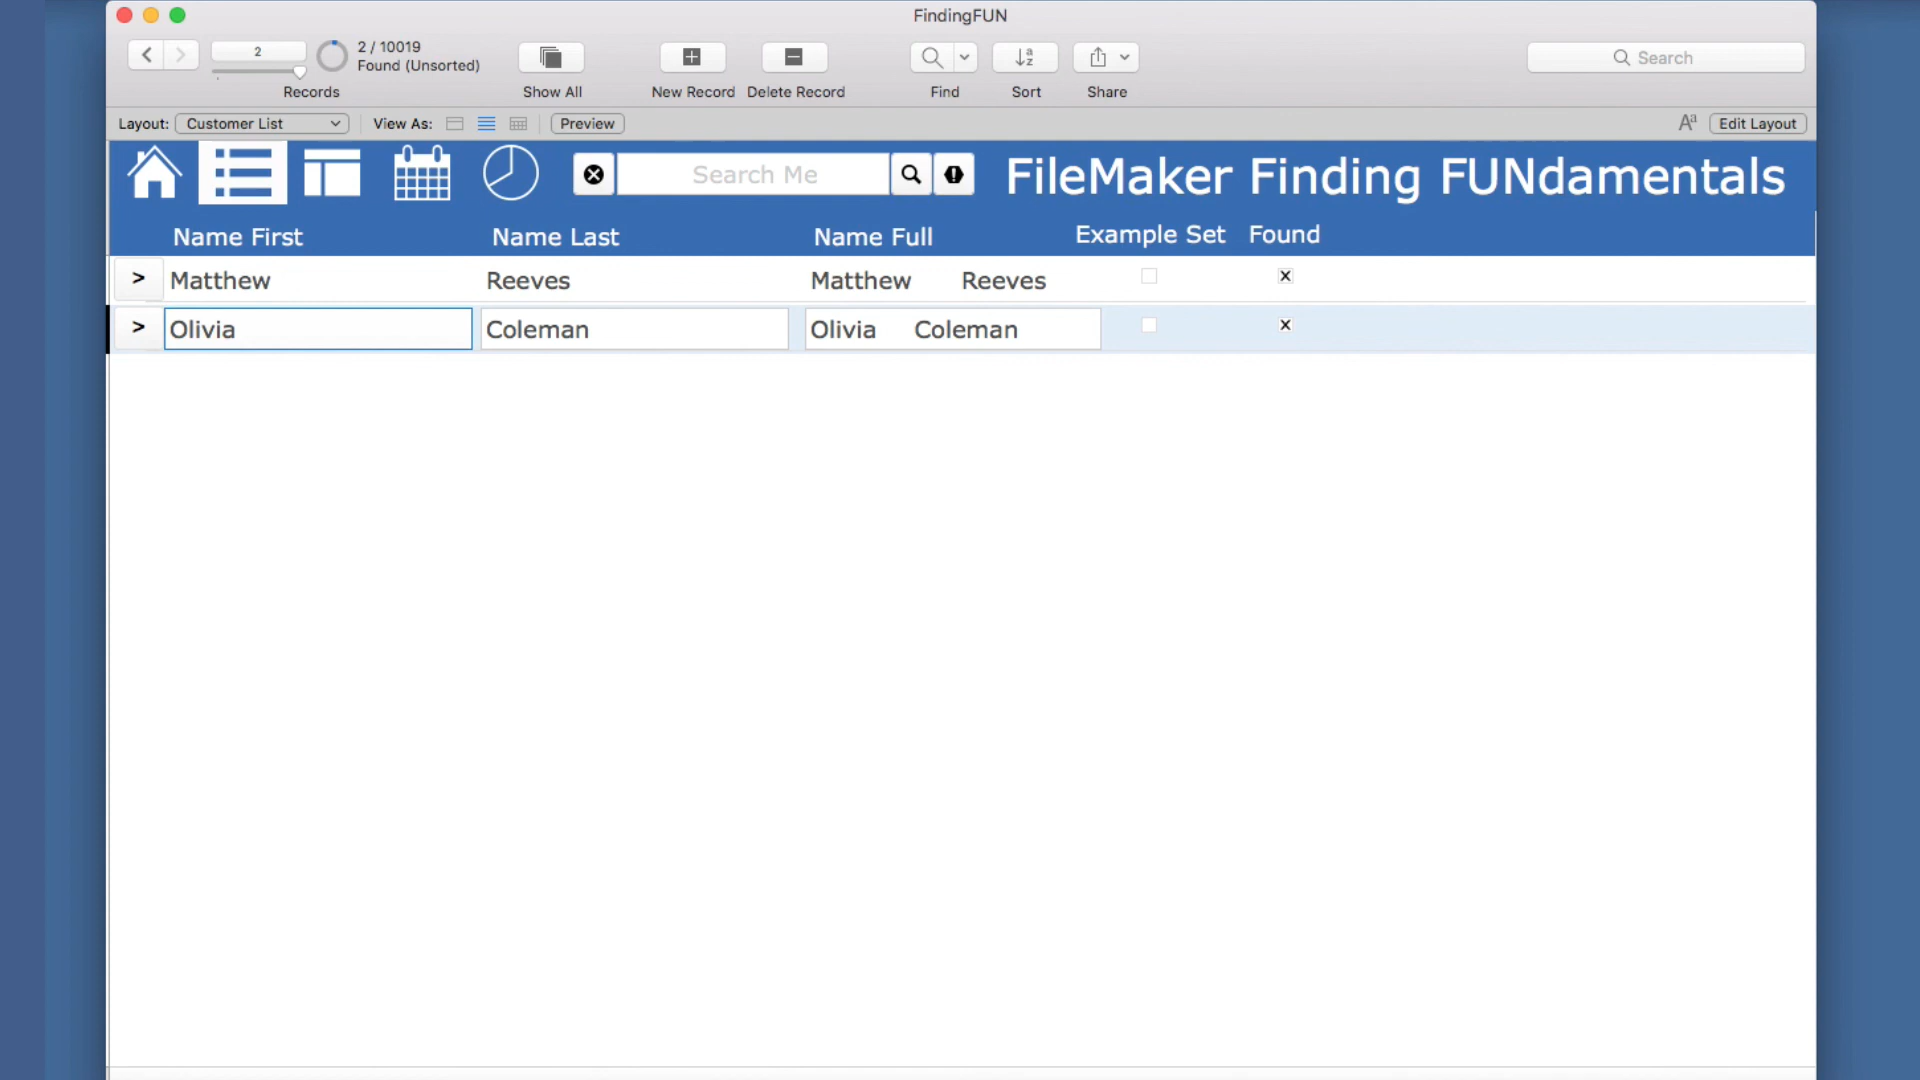 FindingFUN
2
2 / 10019
Found (Unsorted)
Search
Records
Show All
New Record
Delete Record
Find
Sort
Share
Layout: Customer List View As: Preview
Aa Edit Layout
Search Me
FileMaker Finding FUNdamentals
Name First Name Last Name Full Example Set Found
> Matthew Reeves Matthew Reeves x
> Olivia Coleman Olivia Coleman x